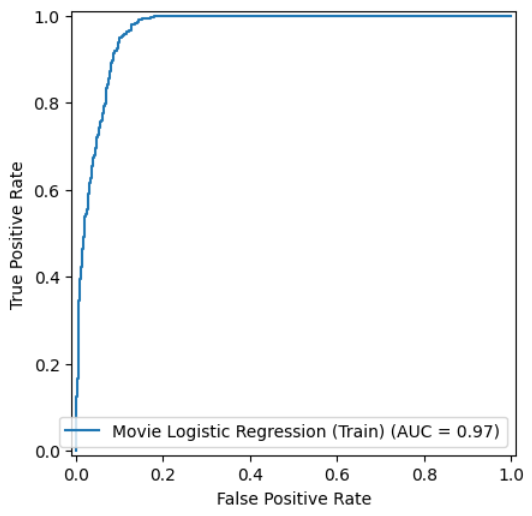 1.0
0.8
0.6
0.4
0.2
0.0
True Positive Rate
Movie Logistic Regression (Train) (AUC = 0.97)
0.0 0.2 0.4 0.6 0.8 1.0
False Positive Rate